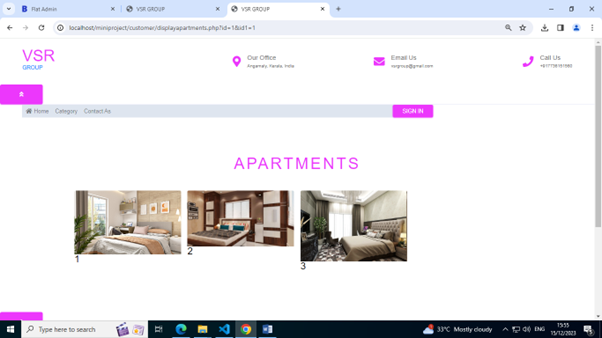 Flat Admin
VSR GROUP
VSR GROUP
localhost/miniproject/customer/displayapartments.php?id=1&id1=1
VSR
GROUP
Our Office
Angamaly, Kerala, India
Email Us
vsrgroup@gmail.com
Call Us
Home Category Contact As
SIGN IN
APARTMENTS
1
2
3
Type here to search
33°C Mostly cloudy
ENG
15:55
15/12/2023